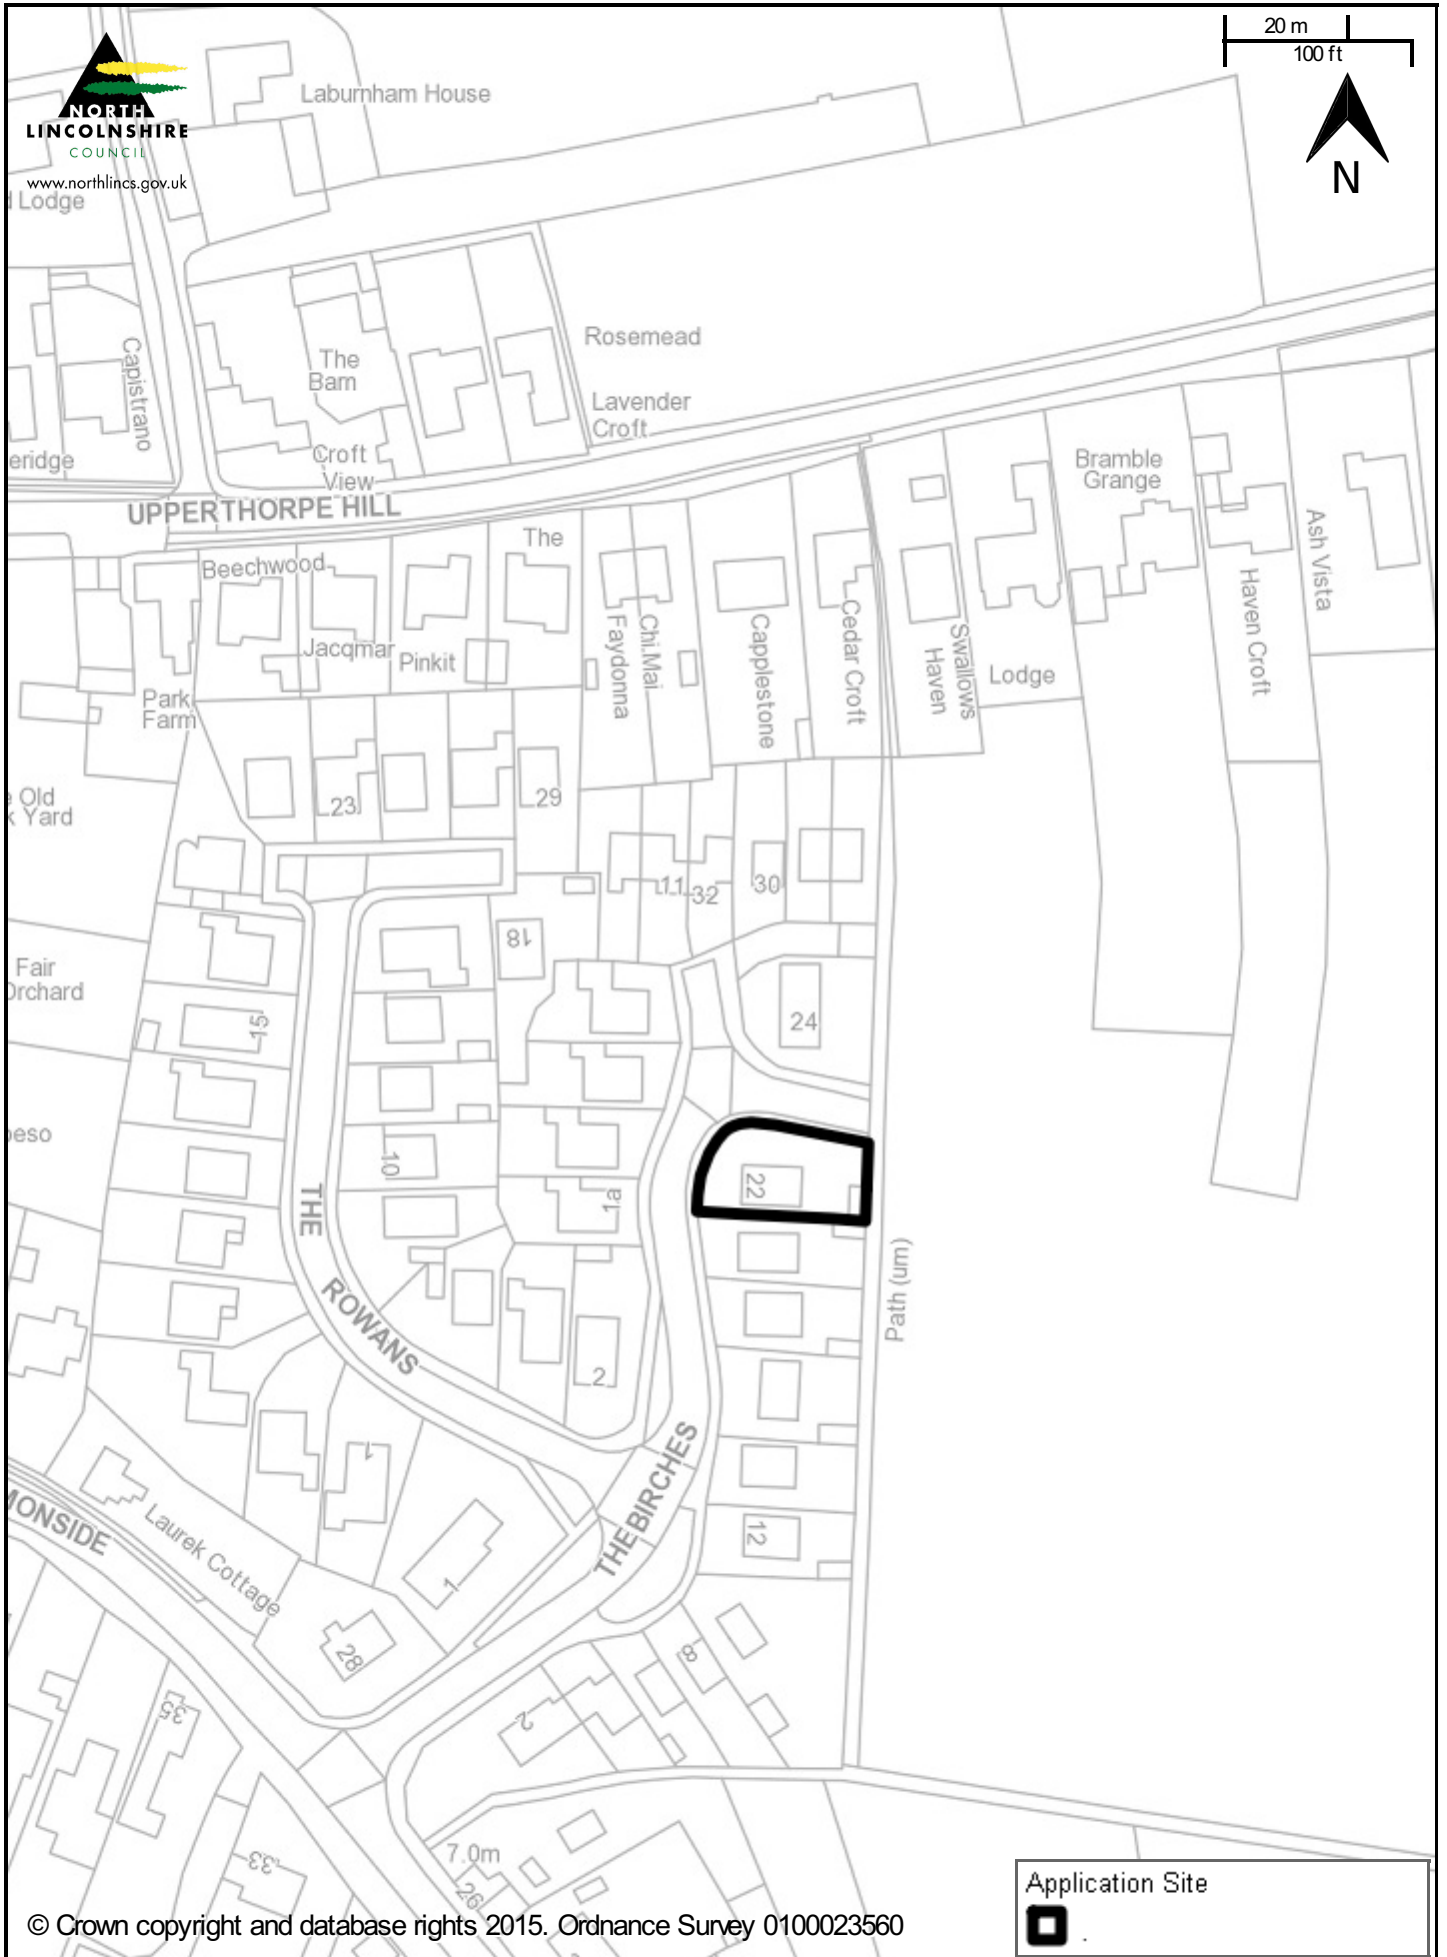 20 m
100 ft
N
NORTH
LINCOLNSHIRE
COUNCIL
www.northlincs.gov.uk
Lodge
Laburnham House
Rosemead
Capistrano
The
Barn
Lavender
Croft
Croft
View
eridge
UPPERTHORPE HILL
Bramble
Grange
Ash Vista
The
Beechwood
Jacqmar
Pinkit
Faydonna
Chi.Mai
Capplestone
Cedar Croft
Swallows
Haven
Lodge
Haven Croft
Park
Farm
Old
Yard
23
29
11
32
30
18
Fair
Orchard
15
24
peso
10
22
1a
THE
ROWANS
Path (um)
2
1
THE BIRCHES
12
MONSIDE
Laurek Cottage
1
28
8
2
35
33
7.0m
26
Application Site
.
© Crown copyright and database rights 2015. Ordnance Survey 0100023560